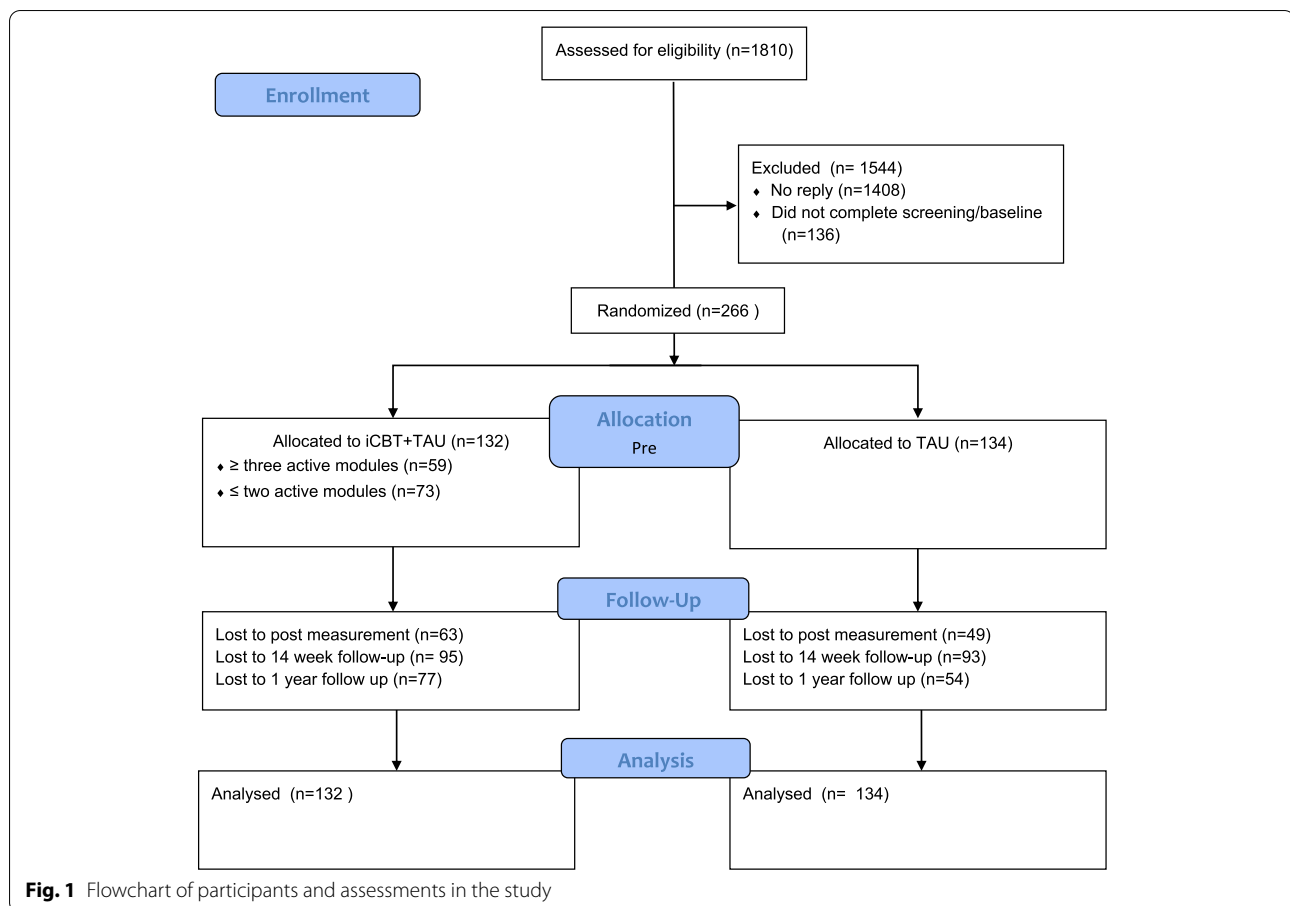 Assessed for eligibility (n=1810)
Enrollment
Excluded (n= 1544)
♦ No reply (n=1408)
♦ Did not complete screening/baseline
(n=136)
Randomized (n=266 )
Allocation
Pre
Allocated to iCBT+TAU (n=132)
♦ ≥ three active modules (n=59)
♦ ≤ two active modules (n=73)
Allocated to TAU (n=134)
Follow-Up
Lost to post measurement (n=63)
Lost to 14 week follow-up (n= 95)
Lost to 1 year follow up (n=77)
Lost to post measurement (n=49)
Lost to 14 week follow-up (n=93)
Lost to 1 year follow up (n=54)
Analysis
Analysed (n=132 )
Analysed (n= 134)
Fig. 1 Flowchart of participants and assessments in the study